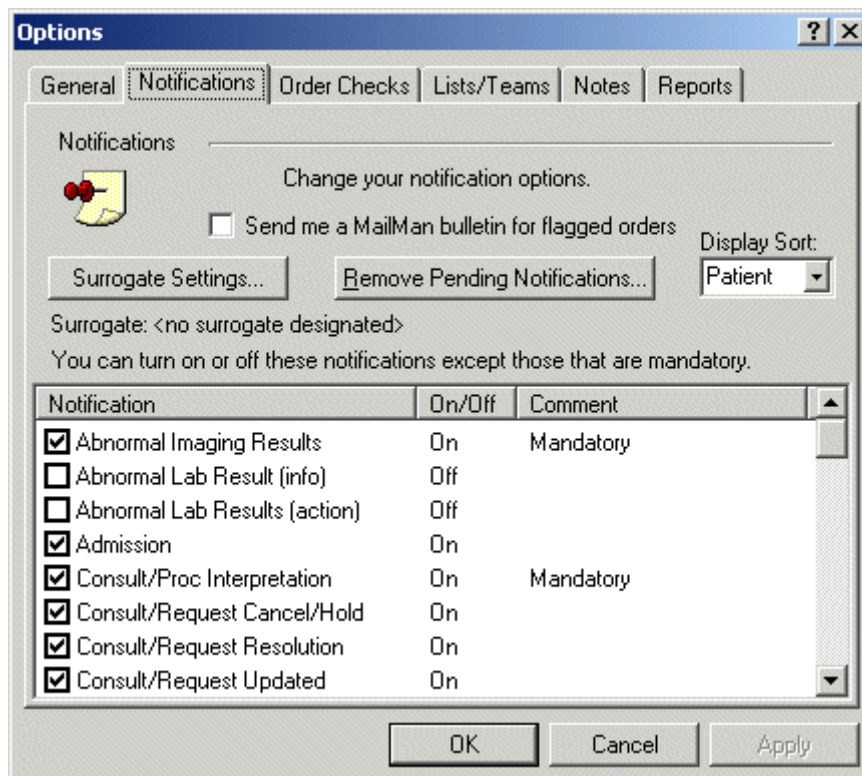 Options
General Notifications Order Checks Lists/Teams Notes Reports
Notifications
Change your notification options.
Send me a MailMan bulletin for flagged orders
Display Sort:
Surrogate Settings... Remove Pending Notifications... Patient
Surrogate: <no surrogate designated>
You can turn on or off these notifications except those that are mandatory.
Notification On/Off Comment
Abnormal Imaging Results On Mandatory
Abnormal Lab Result (info) Off
Abnormal Lab Results (action) Off
Admission On
Consult/Proc Interpretation On Mandatory
Consult/Request Cancel/Hold On
Consult/Request Resolution On
Consult/Request Updated On
OK Cancel Apply